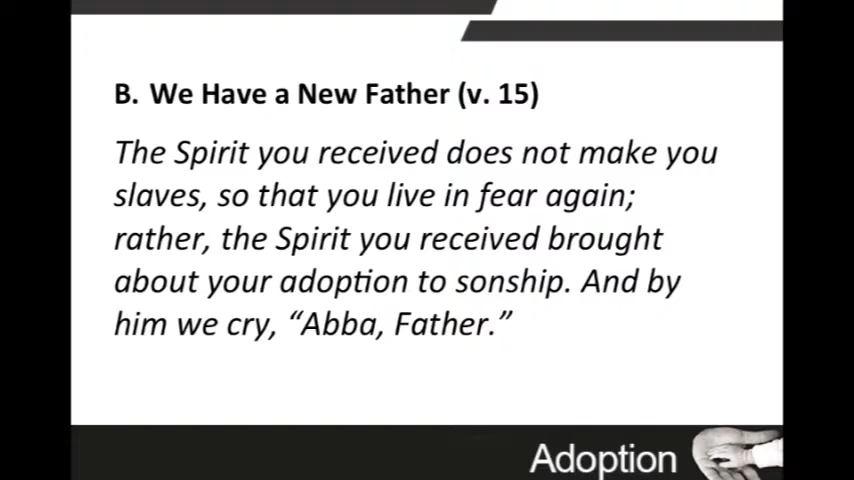 B. We Have a New Father (v. 15)
The Spirit you received does not make you
slaves, so that you live in fear again;
rather, the Spirit you received brought
about your adoption to sonship. And by
him we cry, “Abba, Father.”
Adoption